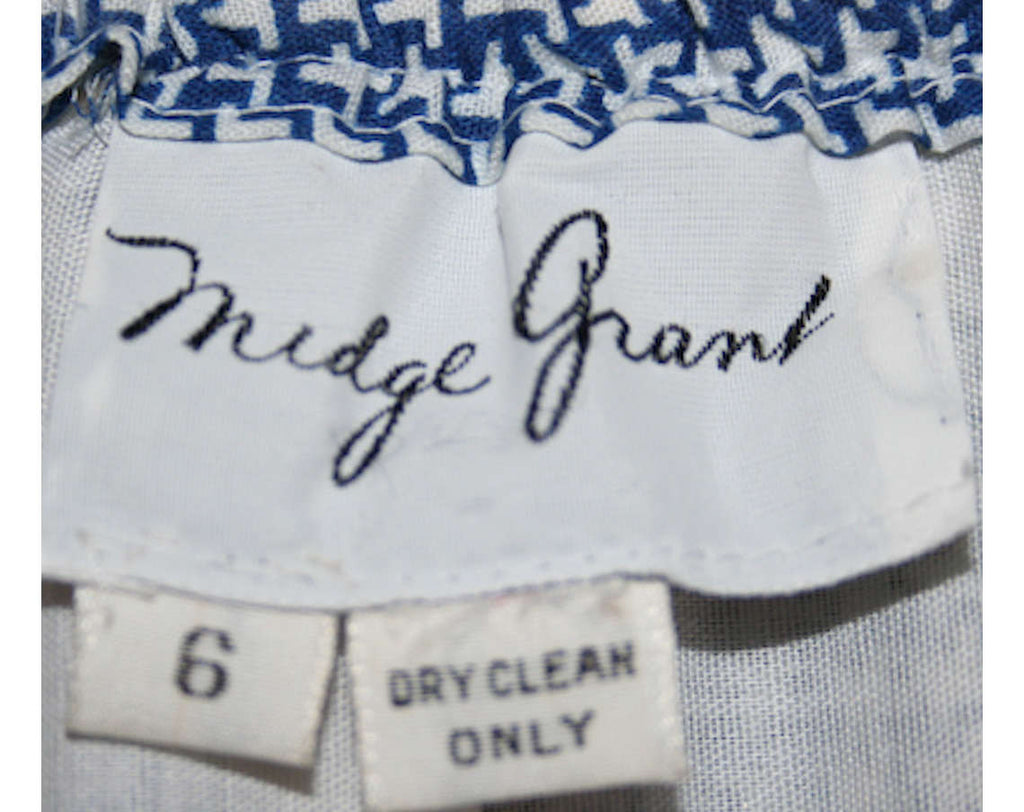 Midge Grant
6
DRY CLEAN
ONLY